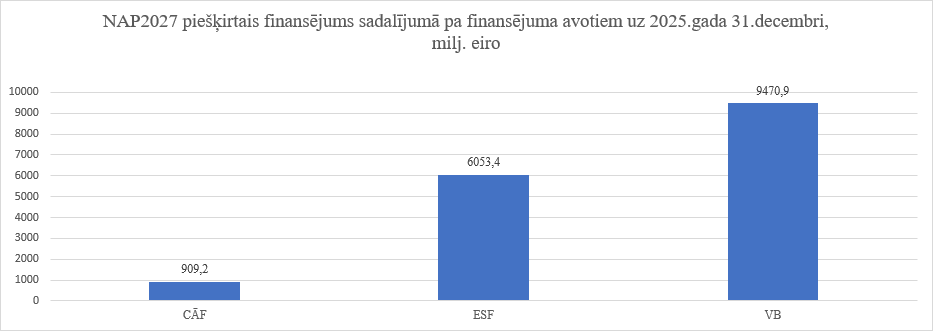 NAP2027 piešķirtais finansējums sadalījumā pa finansējuma avotiem uz 2025.gada 31.decembri,
milj. eiro
10000
9000
8000
7000
6000
5000
4000
3000
2000
1000
0
909,2
6053,4
9470,9
CĀF
ESF
VB